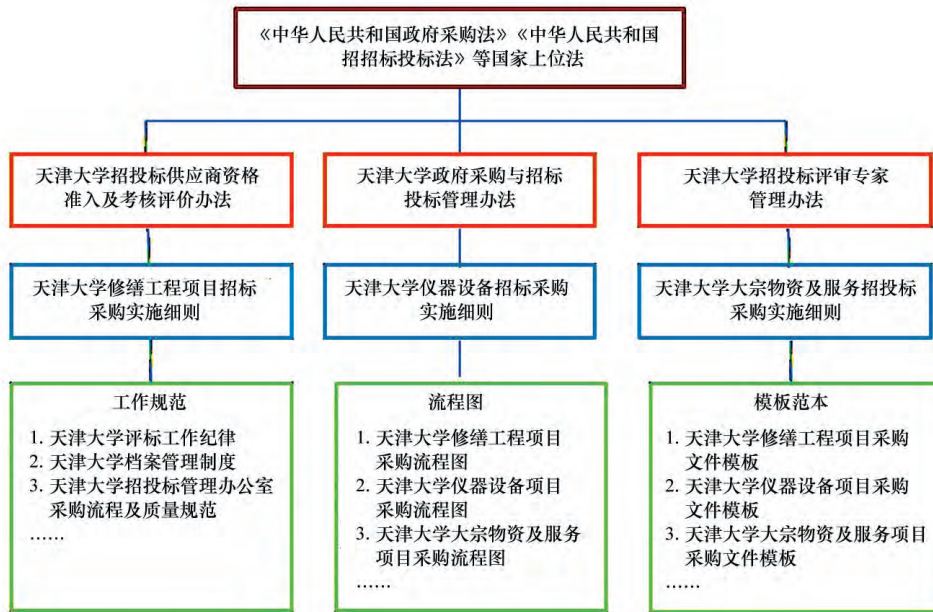 《中华人民共和国政府采购法》《中华人民共和国
招招标投标法》等国家上位法
天津大学招投标供应商资格
准入及考核评价办法
天津大学政府采购与招标
投标管理办法
天津大学招投标评审专家
管理办法
天津大学修缮工程项目招标
采购实施细则
天津大学仪器设备招标采购
实施细则
天津大学大宗物资及服务招投标
采购实施细则
工作规范
1. 天津大学评标工作纪律
2. 天津大学档案管理制度
3. 天津大学招投标管理办公室
采购流程及质量规范
……
流程图
1. 天津大学修缮工程项目
采购流程图
2. 天津大学仪器设备项目
采购流程图
3. 天津大学大宗物资及服务
项目采购流程图
……
模板范本
1. 天津大学修缮工程项目采购
文件模板
2. 天津大学仪器设备项目采购
文件模板
3. 天津大学大宗物资及服务项目
采购文件模板
……